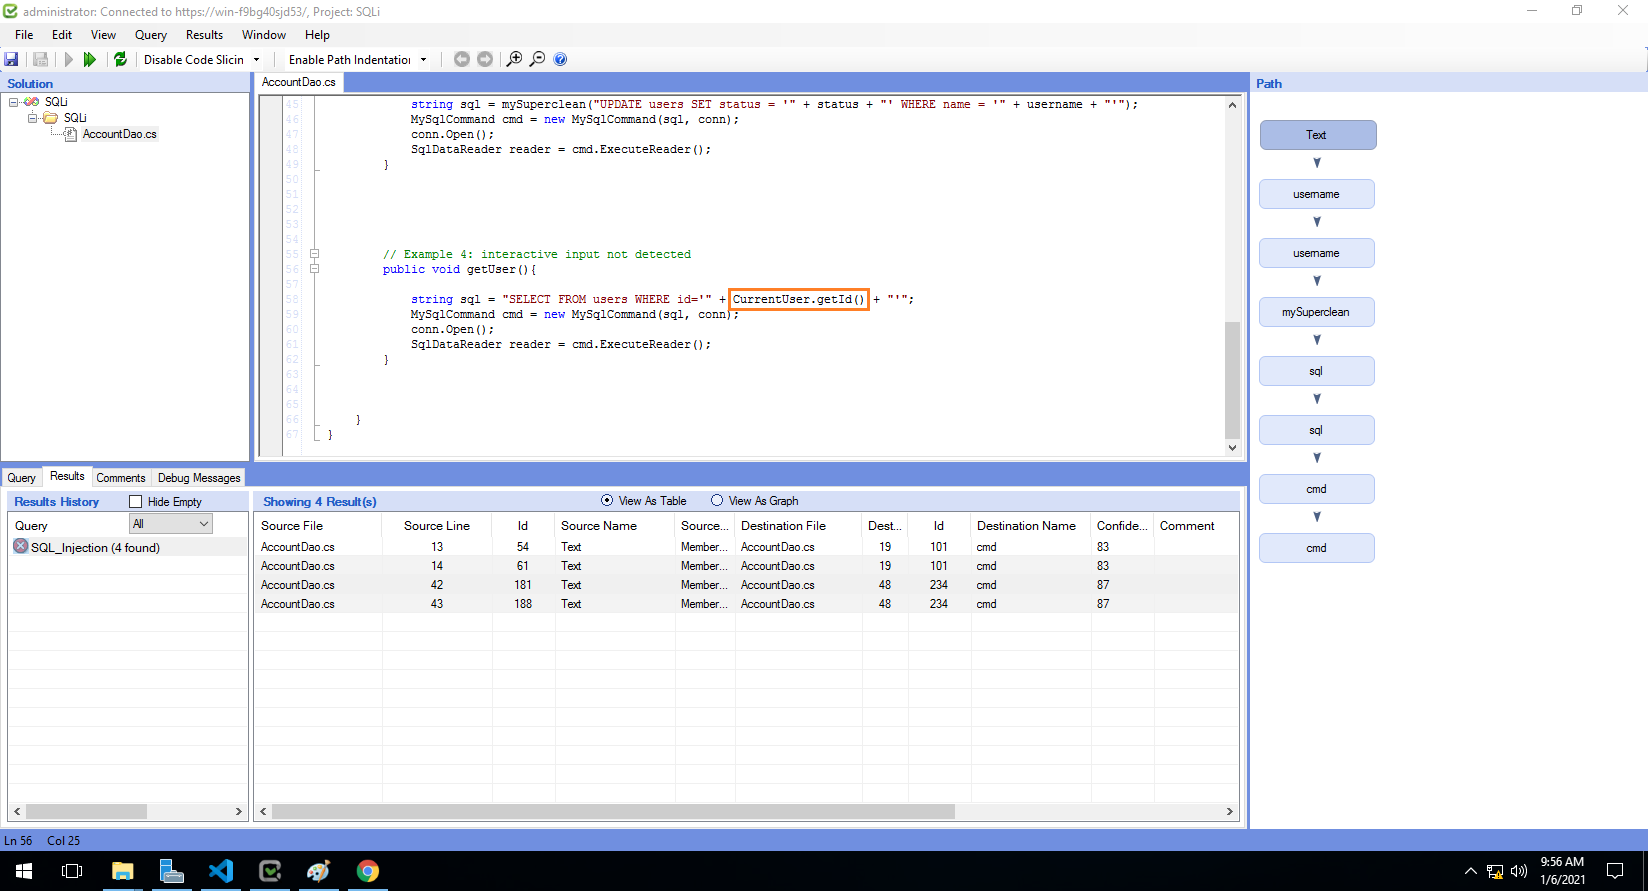 administrator: Connected to https://win-f9bg40sjd53/, Project: SQLi
File Edit View Query Results Window Help
Disable Code Slicin Enable Path Indentation
Solution
SQLi
SQLi
AccountDao.cs
AccountDao.cs
45 string sql = mySuperclean("UPDATE users SET status = '" + status + "' WHERE name = '" + username + "'");
46 MySqlCommand cmd = new MySqlCommand(sql, conn);
47 conn.Open();
48 SqlDataReader reader = cmd.ExecuteReader();
49 }
50
51
52
53
54
55 // Example 4: interactive input not detected
56 public void getUser(){
57
58 string sql = "SELECT FROM users WHERE id='" + CurrentUser.getId() + "'";
59 MySqlCommand cmd = new MySqlCommand(sql, conn);
60 conn.Open();
61 SqlDataReader reader = cmd.ExecuteReader();
62 }
63
64
65
66 }
67 }
Path
Text
username
username
mySuperclean
sql
sql
cmd
cmd
Query Results Comments Debug Messages
Results History Hide Empty
Query All
SQL_Injection (4 found)
Showing 4 Result(s) View As Table View As Graph
Source File Source Line Id Source Name Source... Destination File Dest... Id Destination Name Confide... Comment
AccountDao.cs 13 54 Text Member... AccountDao.cs 19 101 cmd 83
AccountDao.cs 14 61 Text Member... AccountDao.cs 19 101 cmd 83
AccountDao.cs 42 181 Text Member... AccountDao.cs 48 234 cmd 87
AccountDao.cs 43 188 Text Member... AccountDao.cs 48 234 cmd 87
Ln 56 Col 25
9:56 AM
1/6/2021